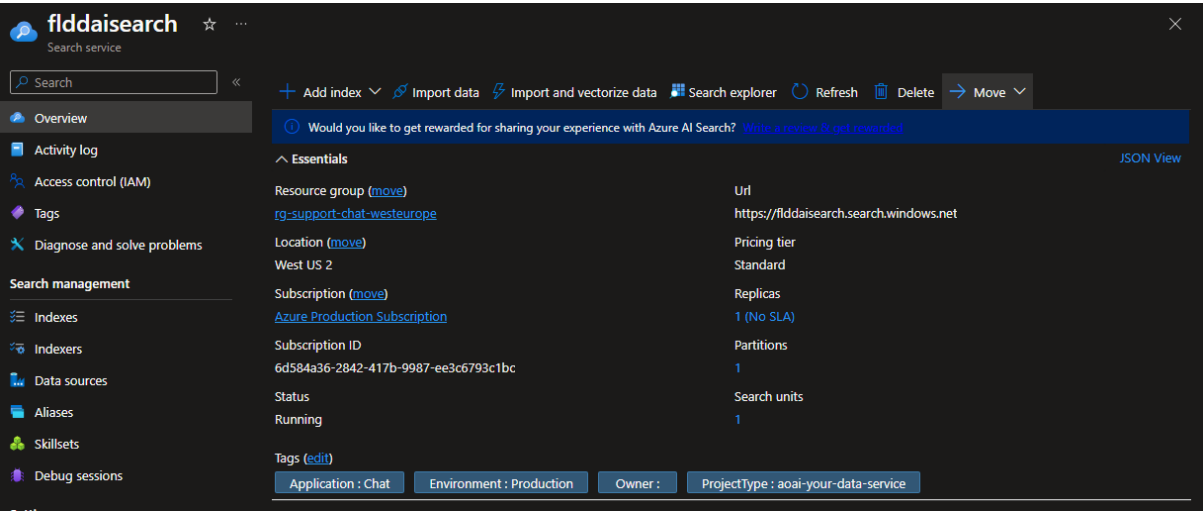 flddaisearch
Search service
Search
Overview
Activity log
Access control (IAM)
Tags
Diagnose and solve problems
Search management
Indexes
Indexers
Data sources
Aliases
Skillsets
Debug sessions
Add index
Import data
Import and vectorize data
Search explorer
Refresh
Delete
Move
Would you like to get rewarded for sharing your experience with Azure AI Search? Write a review & get rewarded
Essentials
JSON View
Resource group (move)
rg-support-chat-westeurope
Location (move)
West US 2
Subscription (move)
Azure Production Subscription
Subscription ID
6d584a36-2842-417b-9987-ee3c6793c1bc
Status
Running
Url
https://flddaisearch.search.windows.net
Pricing tier
Standard
Replicas
1 (No SLA)
Partitions
1
Search units
1
Tags (edit)
Application : Chat
Environment : Production
Owner :
ProjectType : aoai-your-data-service